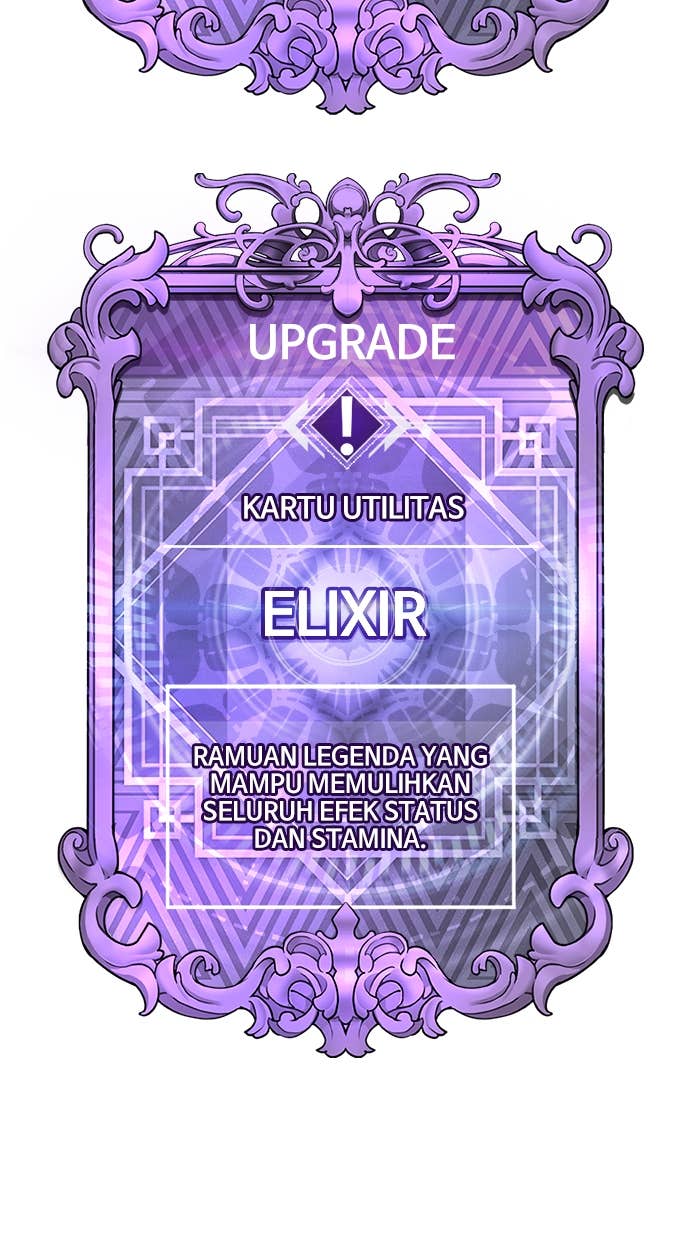 UPGRADE
!
KARTU UTILITAS
ELIXIR
RAMUAN LEGENDA YANG
MAMPU MEMULIHKAN
SELURUH EFEK STATUS
DAN STAMINA.